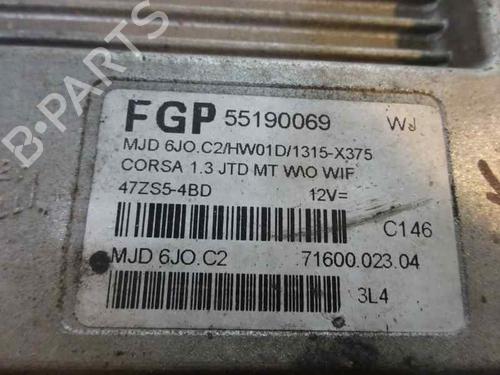 FGP 55190069 WJ
MJD 6JO.C2/HW01D/1315-X375
CORSA 1.3 JTD MT W\O WIF
47ZS5-4BD 12V=
C146
MJD 6JO.C2 71600.023.04
3L4